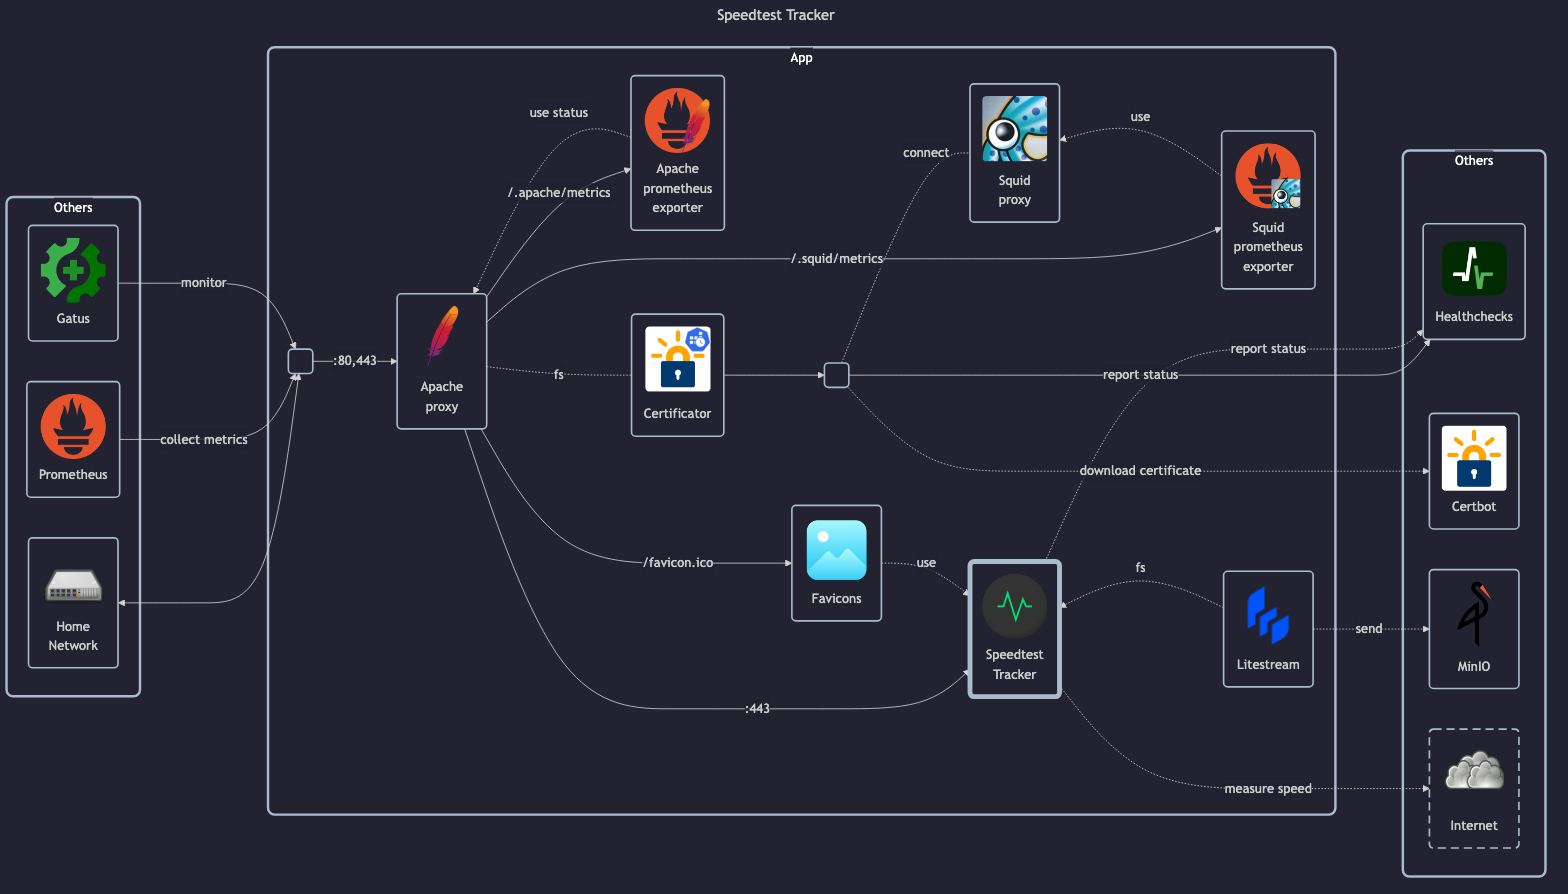 Speedtest Tracker
App
Others
Gatus
Prometheus
Home
Network
monitor
collect metrics
:80,443
Apache
proxy
use status
/.apache/metrics
Apache
prometheus
exporter
connect
Squid
proxy
use
Squid
prometheus
exporter
/.squid/metrics
fs
Certificator
report status
report status
download certificate
/favicon.ico
Favicons
use
Speedtest
Tracker
fs
Litestream
send
:443
measure speed
Others
Healthchecks
Certbot
MinIO
Internet